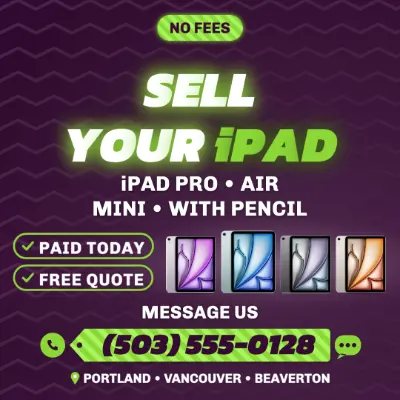 NO FEES
SELL
YOUR iPAD
iPAD PRO • AIR
MINI • WITH PENCIL
PAID TODAY
FREE QUOTE
MESSAGE US
(503) 555-0128
PORTLAND • VANCOUVER • BEAVERTON